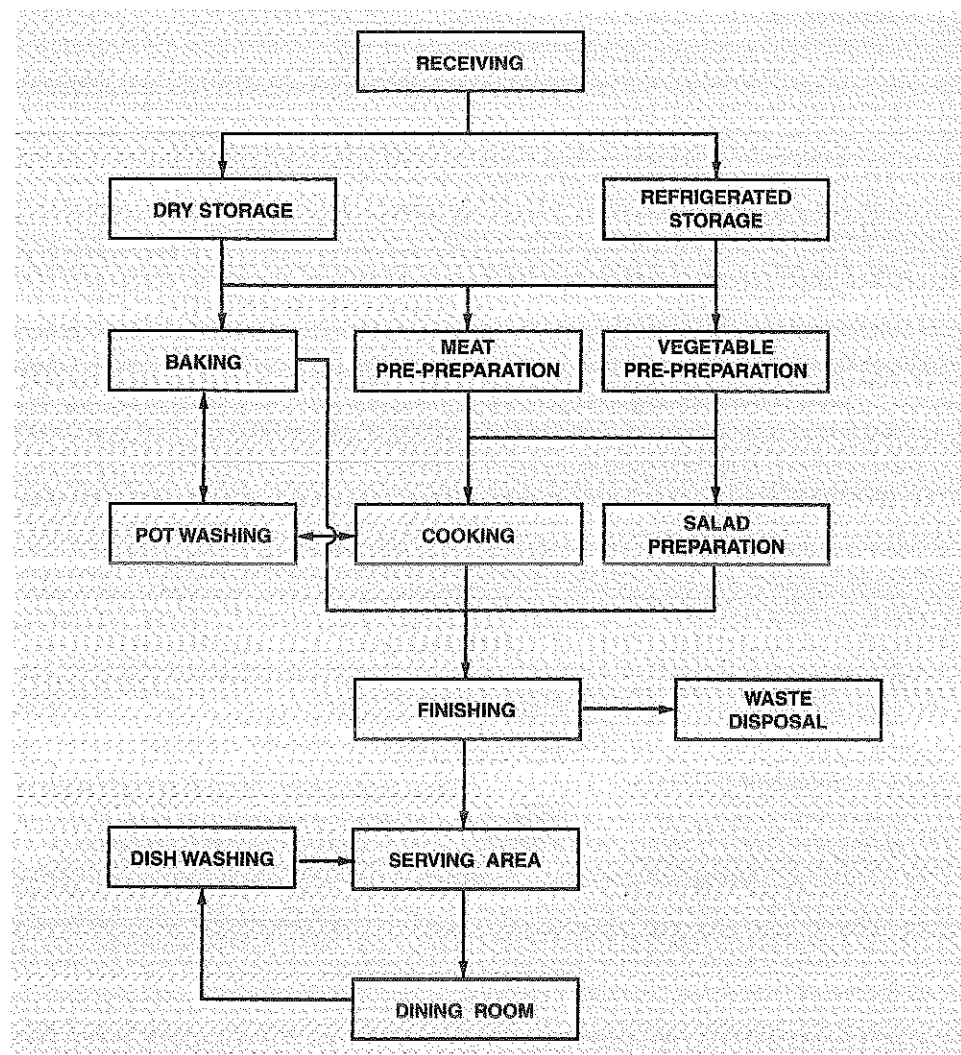 RECEIVING
DRY STORAGE
REFRIGERATED
STORAGE
BAKING
MEAT
PRE-PREPARATION
VEGETABLE
PRE-PREPARATION
POT WASHING
COOKING
SALAD
PREPARATION
FINISHING
WASTE
DISPOSAL
DISH WASHING
SERVING AREA
DINING ROOM